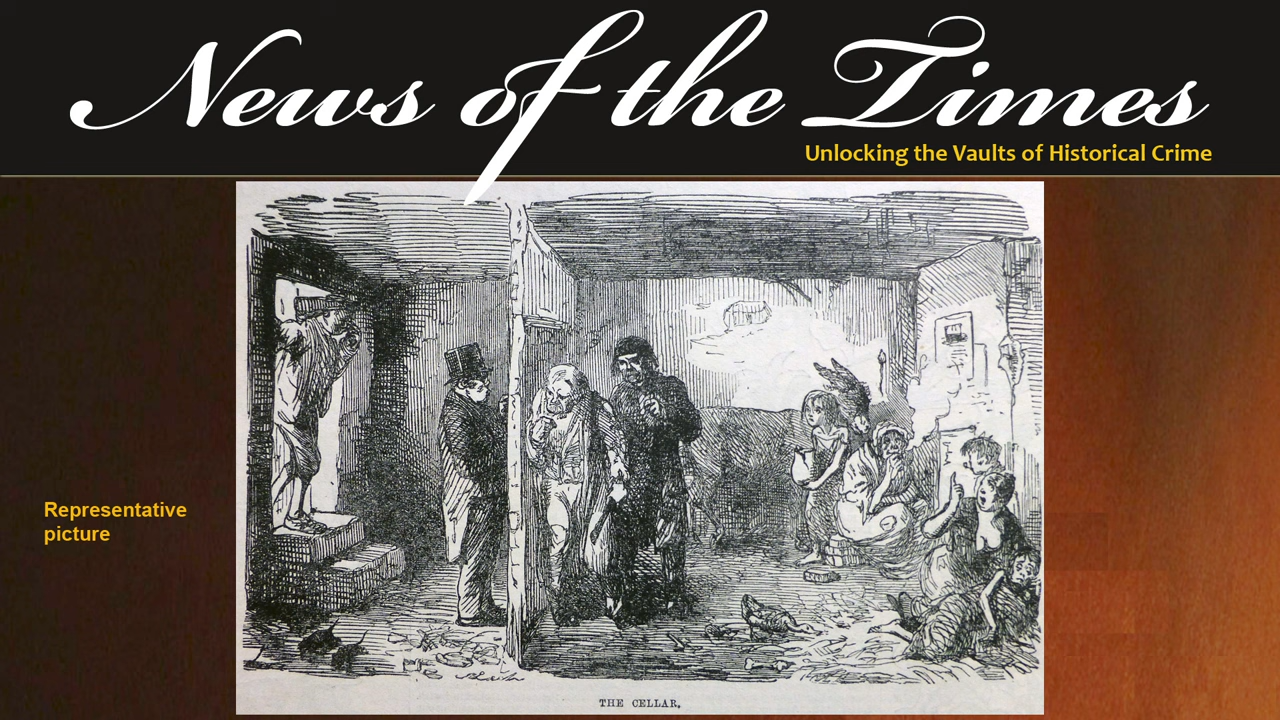 News of the Times
Unlocking the Vaults of Historical Crime
Representative
picture
THE CELLAR.